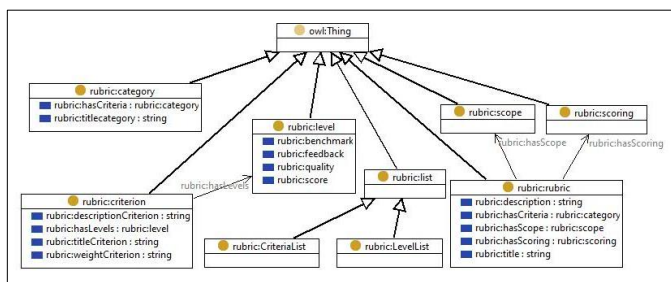 owl:Thing
rubric:category
rubric:hasCriteria : rubric:category
rubric:titlecategory : string
rubric:level
rubric:benchmark
rubric:feedback
rubric:quality
rubric:score
rubric:scope
rubric:scoring
rubric:hasScope
rubric:hasScoring
rubric:hasLevels
rubric:list
rubric:criterion
rubric:descriptionCriterion : string
rubric:hasLevels : rubric:level
rubric:titleCriterion : string
rubric:weightCriterion : string
rubric:rubric
rubric:description : string
rubric:hasCriteria : rubric:category
rubric:hasScope : rubric:scope
rubric:hasScoring : rubric:scoring
rubric:title : string
rubric:CriteriaList
rubric:LevelList